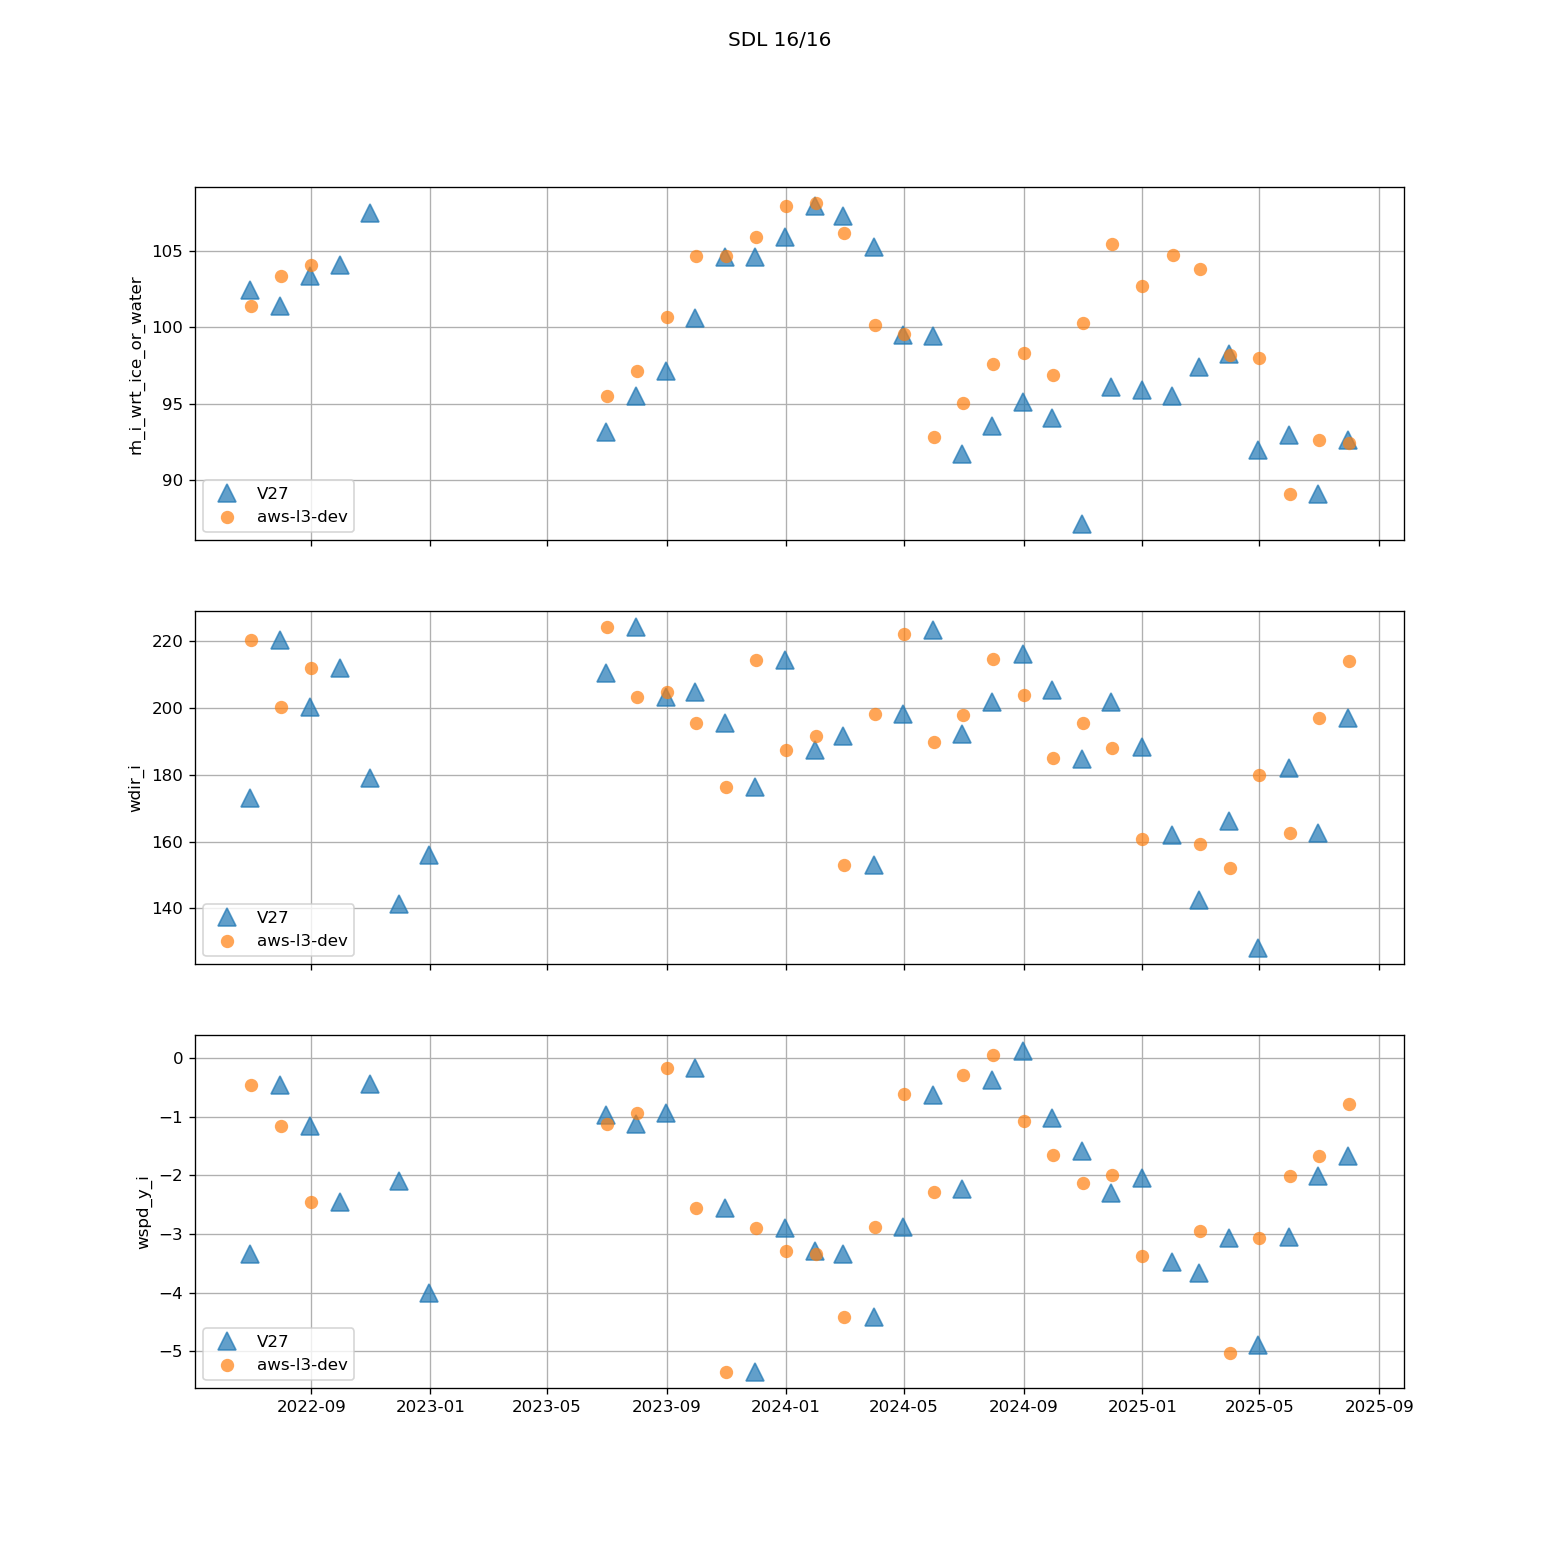 SDL 16/16
rh_i_wrt_ice_or_water
105
100
95
90
V27
aws-l3-dev
wdir_i
220
200
180
160
140
V27
aws-l3-dev
wspd_y_i
0
−1
−2
−3
−4
−5
V27
aws-l3-dev
2022-09 2023-01 2023-05 2023-09 2024-01 2024-05 2024-09 2025-01 2025-05 2025-09